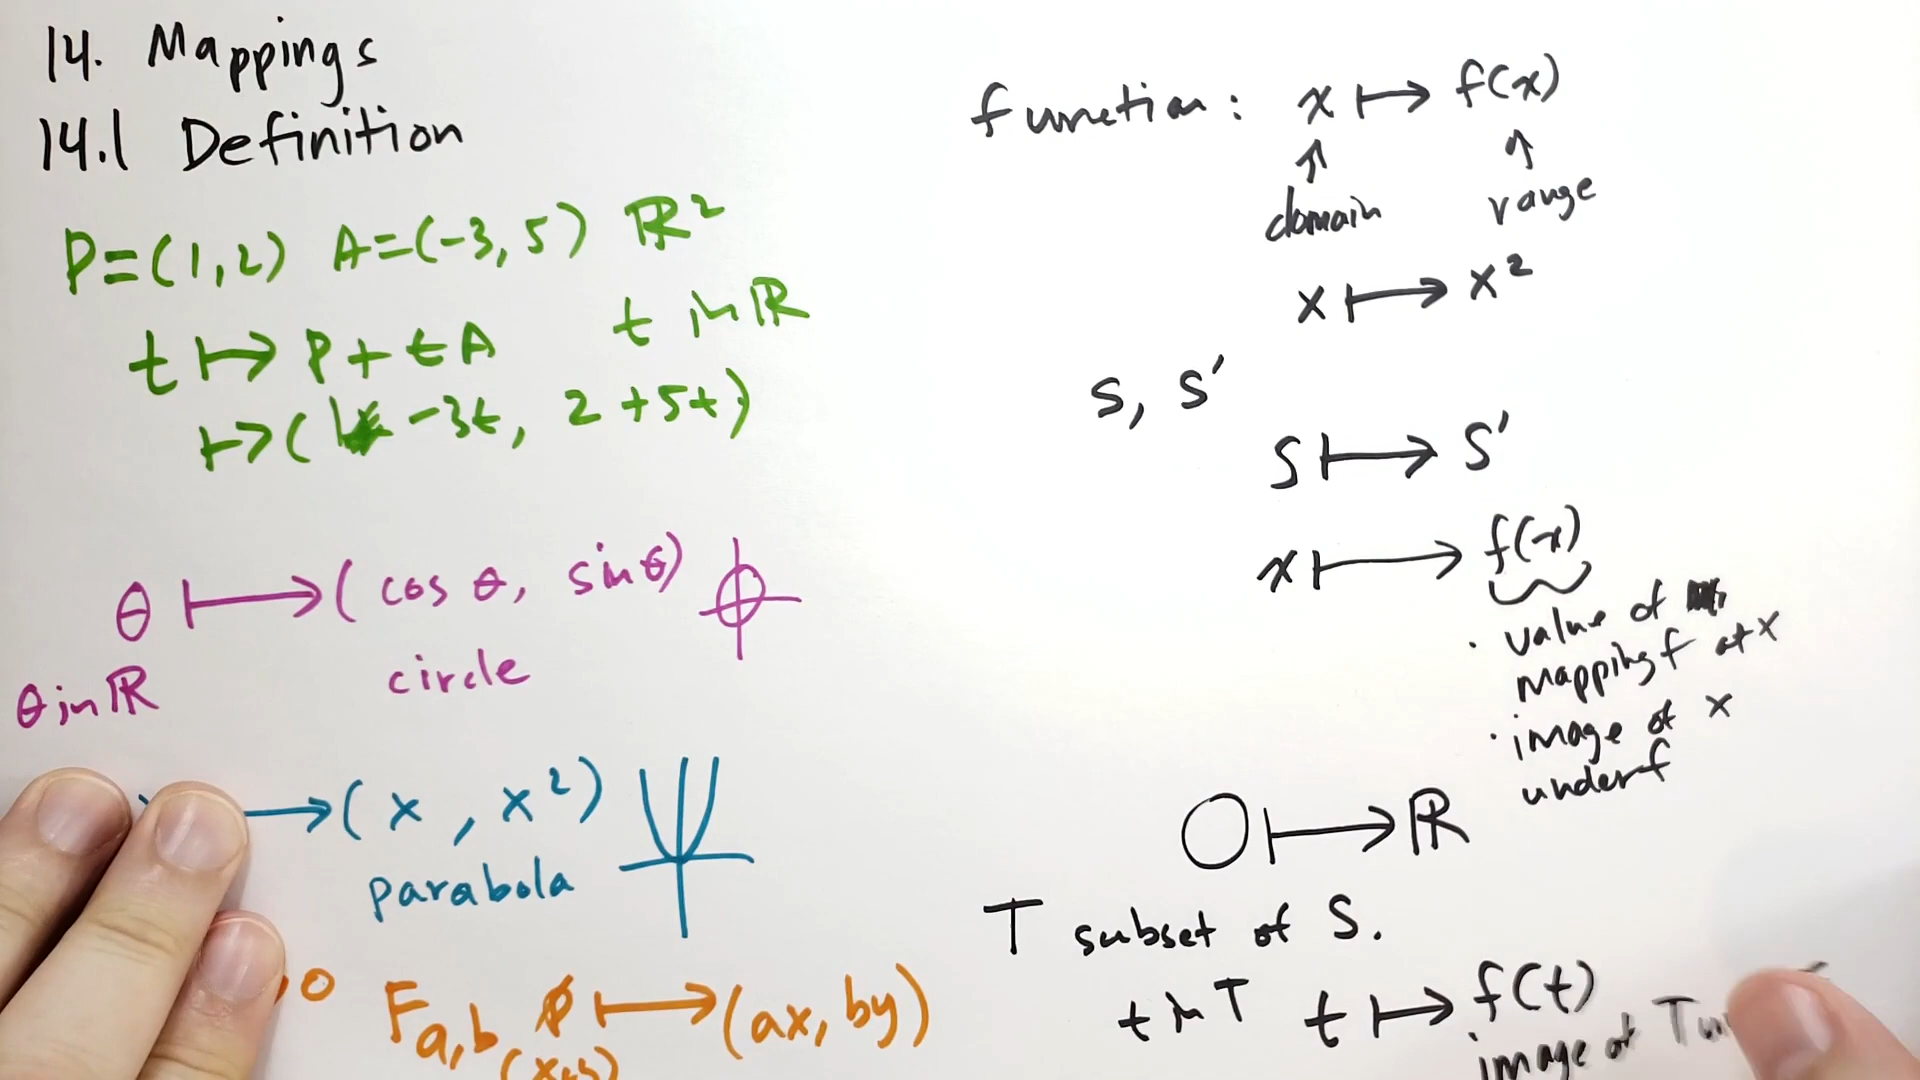 14. Mappings
14.1 Definition
P=(1,2) A=(-3,5) ℝ²
t ↦ P+tA t in ℝ
↦(1 -3t, 2+5t)
θ ↦ (cos θ, sin θ)
circle
θ in ℝ
→ (x, x²)
parabola
F a,b ↦ (ax, by)
function: x ↦ f(x)
domain range
x ↦ x²
S, S'
S ↦ S'
x ↦ f(x)
· value of
mapping f at x
· image of x
under f
O ↦ ℝ
T subset of S.
t in T t ↦ f(t)
image of T